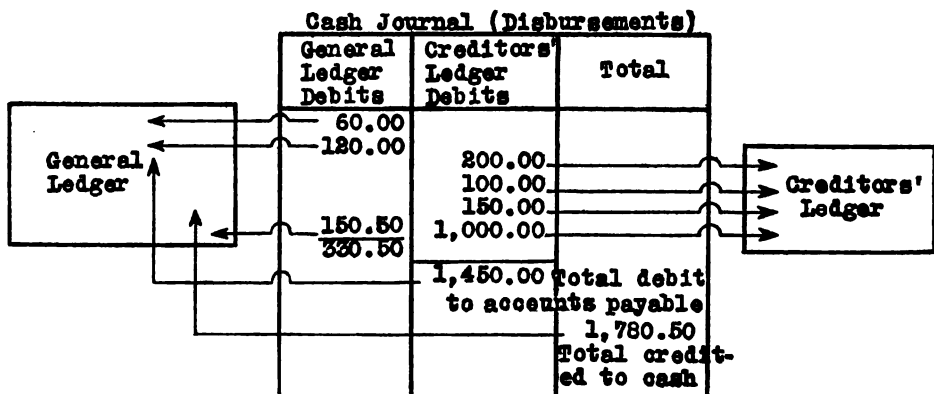 Cash Journal (Disbursements)
General Ledger Debits
Creditors' Ledger Debits
Total
60.00
120.00
General Ledger
200.00
100.00
150.00
1,000.00
Creditors' Ledger
150.50
330.50
1,450.00 Total debit
to accounts payable
1,780.50
Total credit-
ed to cash